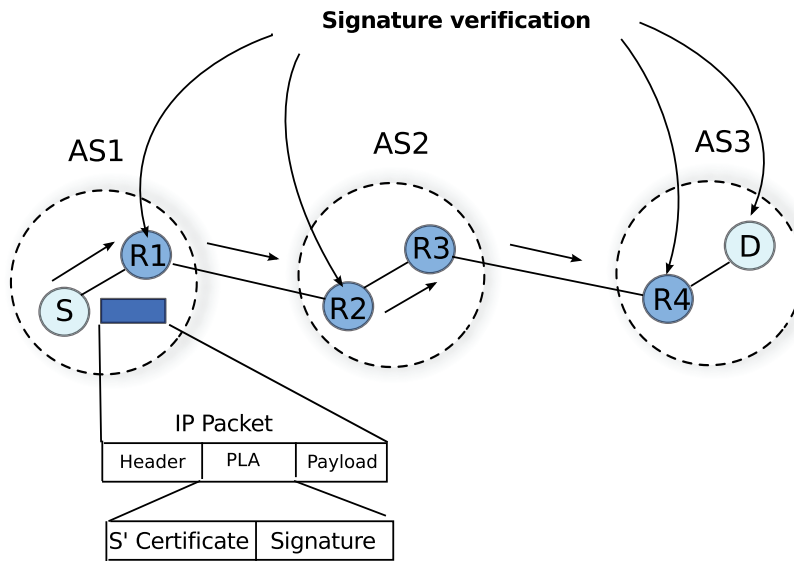 Signature verification
AS1
AS2
AS3
R1
R3
D
S
R2
R4
IP Packet
Header
PLA
Payload
S' Certificate
Signature